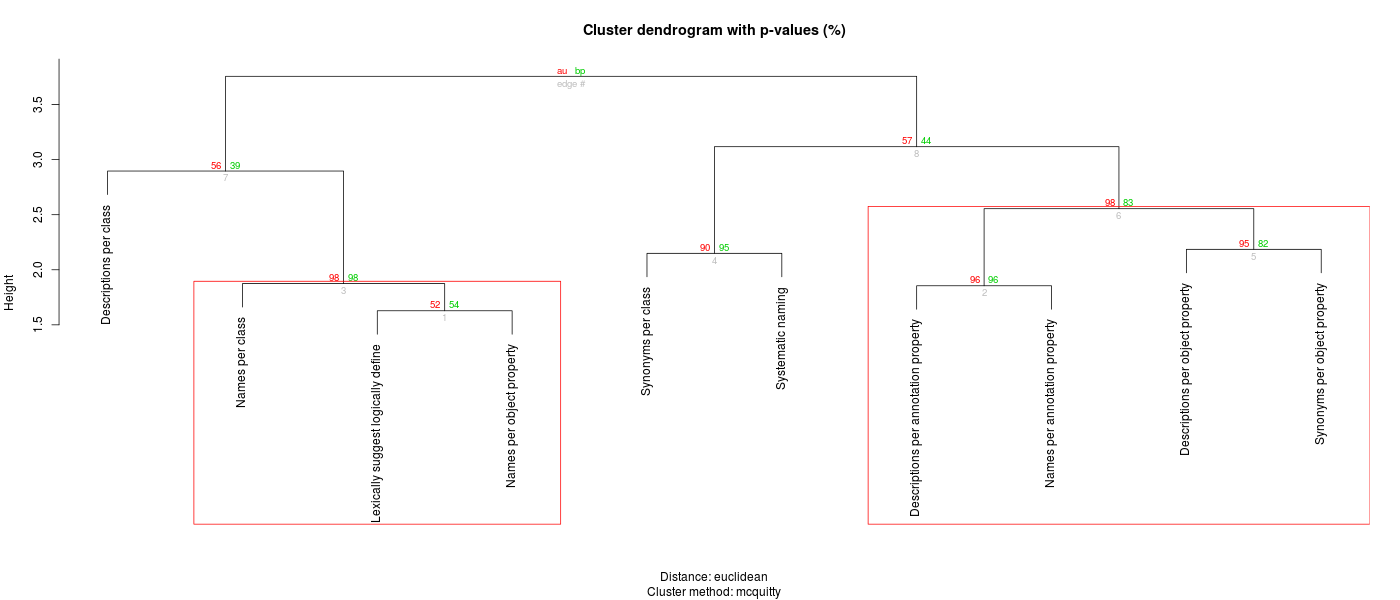 Cluster dendrogram with p-values (%)
au bp
edge #
3.5
3.0
2.5
2.0
1.5
Height
57 44
8
56 39
7
98 83
6
90 95
4
95 82
5
98 98
3
96 96
2
52 54
1
Descriptions per class
Names per class
Lexically suggest logically define
Names per object property
Synonyms per class
Systematic naming
Descriptions per annotation property
Names per annotation property
Descriptions per object property
Synonyms per object property
Distance: euclidean
Cluster method: mcquitty